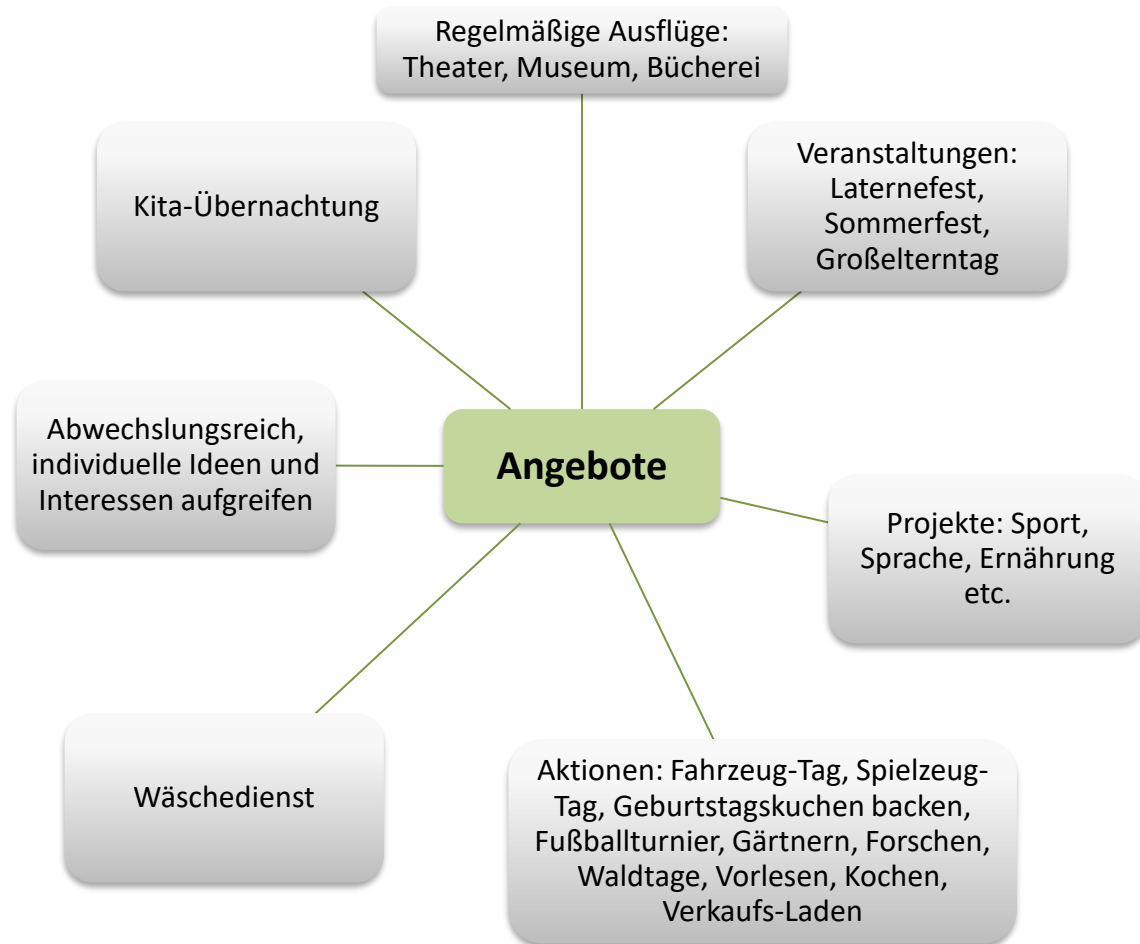 Regelmäßige Ausflüge:
Theater, Museum, Bücherei
Kita-Übernachtung
Veranstaltungen:
Laternefest,
Sommerfest,
Großelterntag
Abwechslungsreich,
individuelle Ideen und
Interessen aufgreifen
Angebote
Projekte: Sport,
Sprache, Ernährung
etc.
Wäschedienst
Aktionen: Fahrzeug-Tag, Spielzeug-
Tag, Geburtstagskuchen backen,
Fußballturnier, Gärtnern, Forschen,
Waldtage, Vorlesen, Kochen,
Verkaufs-Laden